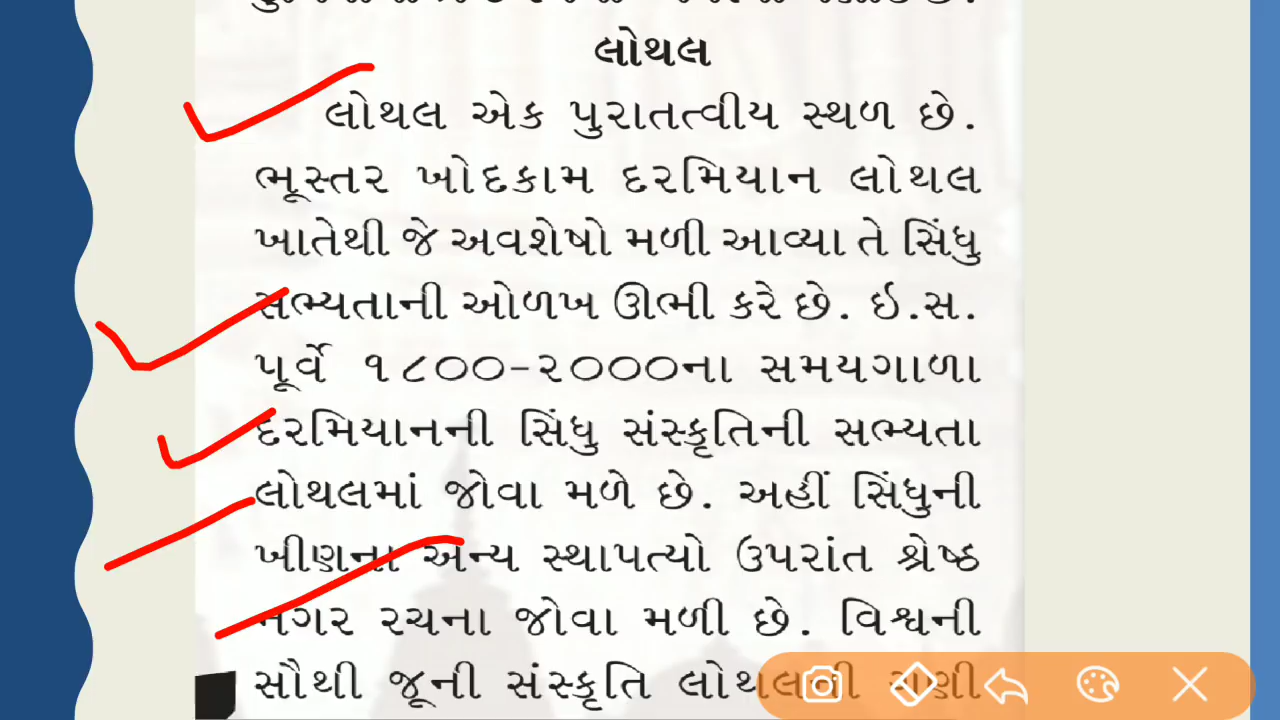 લોથલ
લોથલ એક પુરાતત્વીય સ્થળ છે.
ભૂસ્તર ખોદકામ દરમિયાન લોથલ
ખાતેથી જે અવશેષો મળી આવ્યા તે સિંધુ
સભ્યતાની ઓળખ ઊભી કરે છે. ઇ.સ.
પૂર્વે ૧૮૦૦-૨૦૦૦ના સમયગાળા
દરમિયાનની સિંધુ સંસ્કૃતિની સભ્યતા
લોથલમાં જોવા મળે છે. અહીં સિંધુની
ખીણના અન્ય સ્થાપત્યો ઉપરાંત શ્રેષ્ઠ
નગર રચના જોવા મળી છે. વિશ્વની
સૌથી જૂની સંસ્કૃતિ લોથલની